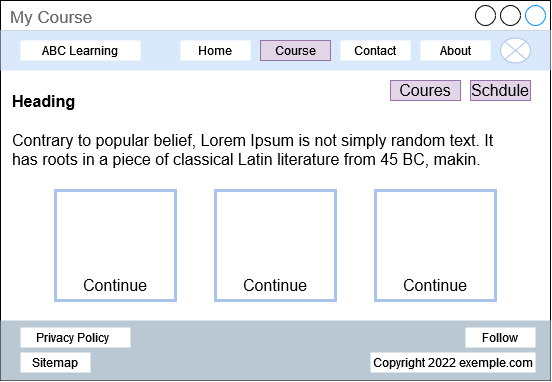 My Course
ABC Learning Home Course Contact About
Coures Schdule
Heading
Contrary to popular belief, Lorem Ipsum is not simply random text. It
has roots in a piece of classical Latin literature from 45 BC, makin.
Continue Continue Continue
Privacy Policy Follow
Sitemap Copyright 2022 exemple.com